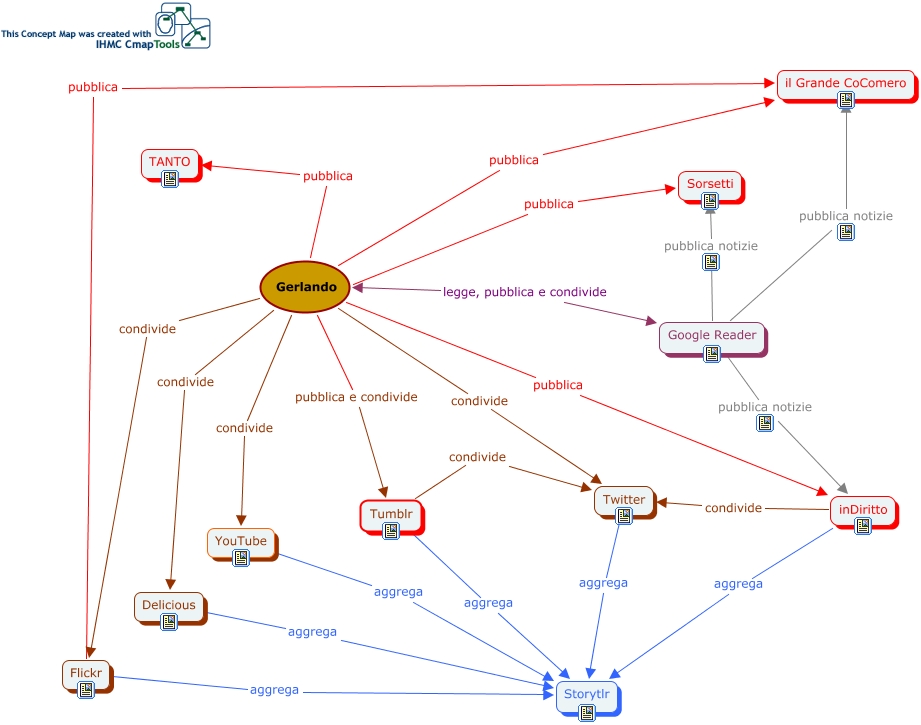 This Concept Map was created with
IHMC CmapTools
pubblica
il Grande CoComero
TANTO
pubblica
pubblica
Sorsetti
pubblica
pubblica notizie
pubblica notizie
Gerlando
legge, pubblica e condivide
condivide
Google Reader
condivide
pubblica
pubblica e condivide
condivide
pubblica notizie
condivide
condivide
Twitter
condivide
inDiritto
Tumblr
YouTube
aggrega
aggrega
aggrega
aggrega
Delicious
aggrega
Flickr
aggrega
Storytlr